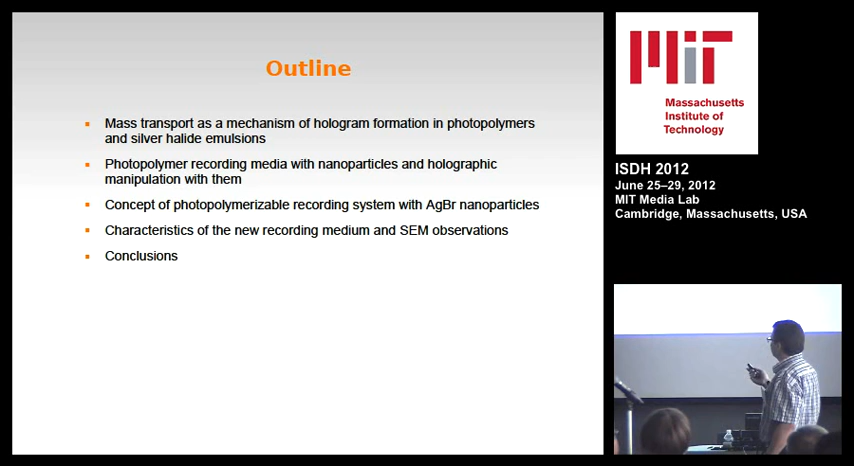 Outline
Mass transport as a mechanism of hologram formation in photopolymers
and silver halide emulsions
Photopolymer recording media with nanoparticles and holographic
manipulation with them
Concept of photopolymerizable recording system with AgBr nanoparticles
Characteristics of the new recording medium and SEM observations
Conclusions
MIT
Massachusetts
Institute of
Technology
ISDH 2012
June 25–29, 2012
MIT Media Lab
Cambridge, Massachusetts, USA